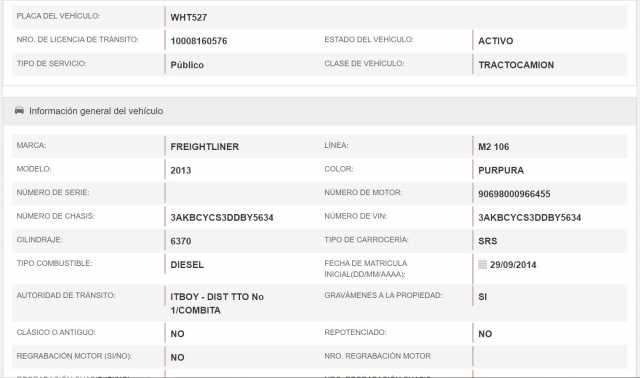 PLACA DEL VEHÍCULO: WHT527
NRO. DE LICENCIA DE TRÁNSITO: 10008160576 ESTADO DEL VEHÍCULO: ACTIVO
TIPO DE SERVICIO: Público CLASE DE VEHÍCULO: TRACTOCAMION
Información general del vehículo
MARCA: FREIGHTLINER LÍNEA: M2 106
MODELO: 2013 COLOR: PURPURA
NÚMERO DE SERIE: NÚMERO DE MOTOR: 90698000966455
NÚMERO DE CHASIS: 3AKBCYCS3DDBY5634 NÚMERO DE VIN: 3AKBCYCS3DDBY5634
CILINDRAJE: 6370 TIPO DE CARROCERÍA: SRS
TIPO COMBUSTIBLE: DIESEL FECHA DE MATRICULA
INICIAL(DD/MM/AAAA): 29/09/2014
AUTORIDAD DE TRÁNSITO: ITBOY - DIST TTO No
1/COMBITA GRAVÁMENES A LA PROPIEDAD: SI
CLÁSICO O ANTIGUO: NO REPOTENCIADO: NO
REGRABACIÓN MOTOR (SI/NO): NO NRO. REGRABACIÓN MOTOR